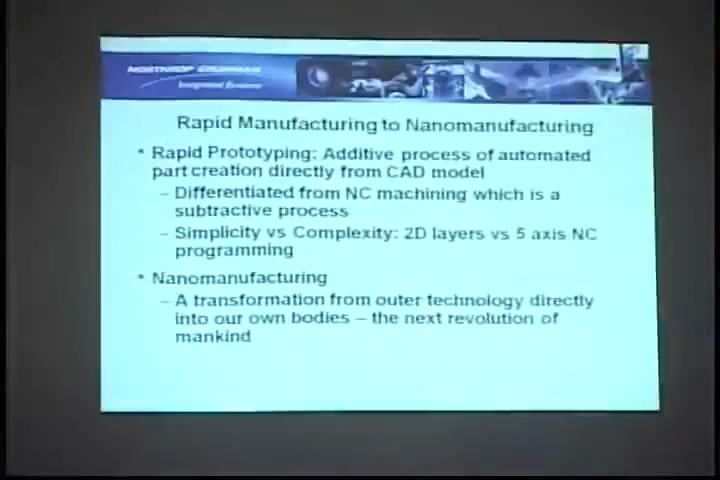 NORTHROP GRUMMAN
Integrated Systems
Rapid Manufacturing to Nanomanufacturing
• Rapid Prototyping: Additive process of automated
part creation directly from CAD model
– Differentiated from NC machining which is a
subtractive process
– Simplicity vs Complexity: 2D layers vs 5 axis NC
programming
• Nanomanufacturing
– A transformation from outer technology directly
into our own bodies – the next revolution of
mankind